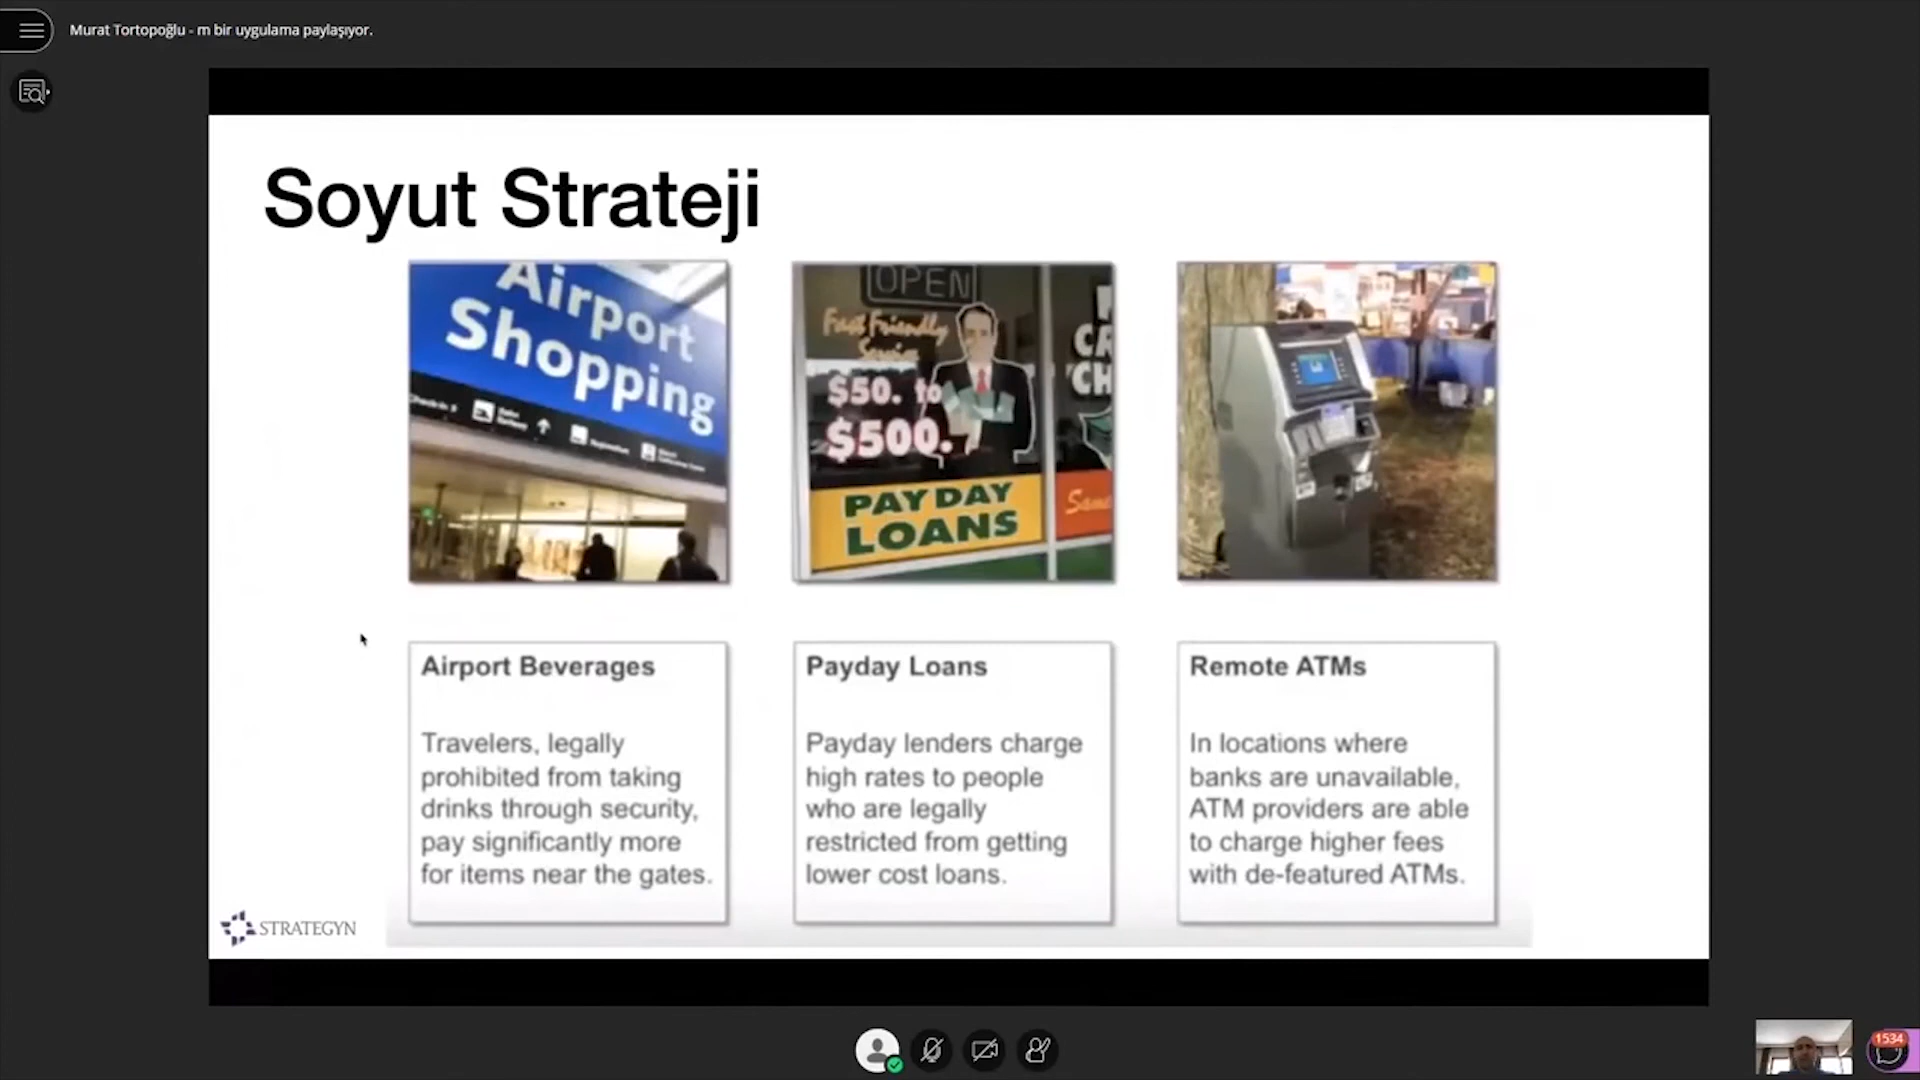 Murat Tortopoğlu - m bir uygulama paylaşıyor.
Soyut Strateji
Airport
Shopping
OPEN
Fast Friendly
Service
$50. to
$500.
PAY DAY
LOANS
Airport Beverages
Travelers, legally
prohibited from taking
drinks through security,
pay significantly more
for items near the gates.
Payday Loans
Payday lenders charge
high rates to people
who are legally
restricted from getting
lower cost loans.
Remote ATMs
In locations where
banks are unavailable,
ATM providers are able
to charge higher fees
with de-featured ATMs.
STRATEGYN
1534